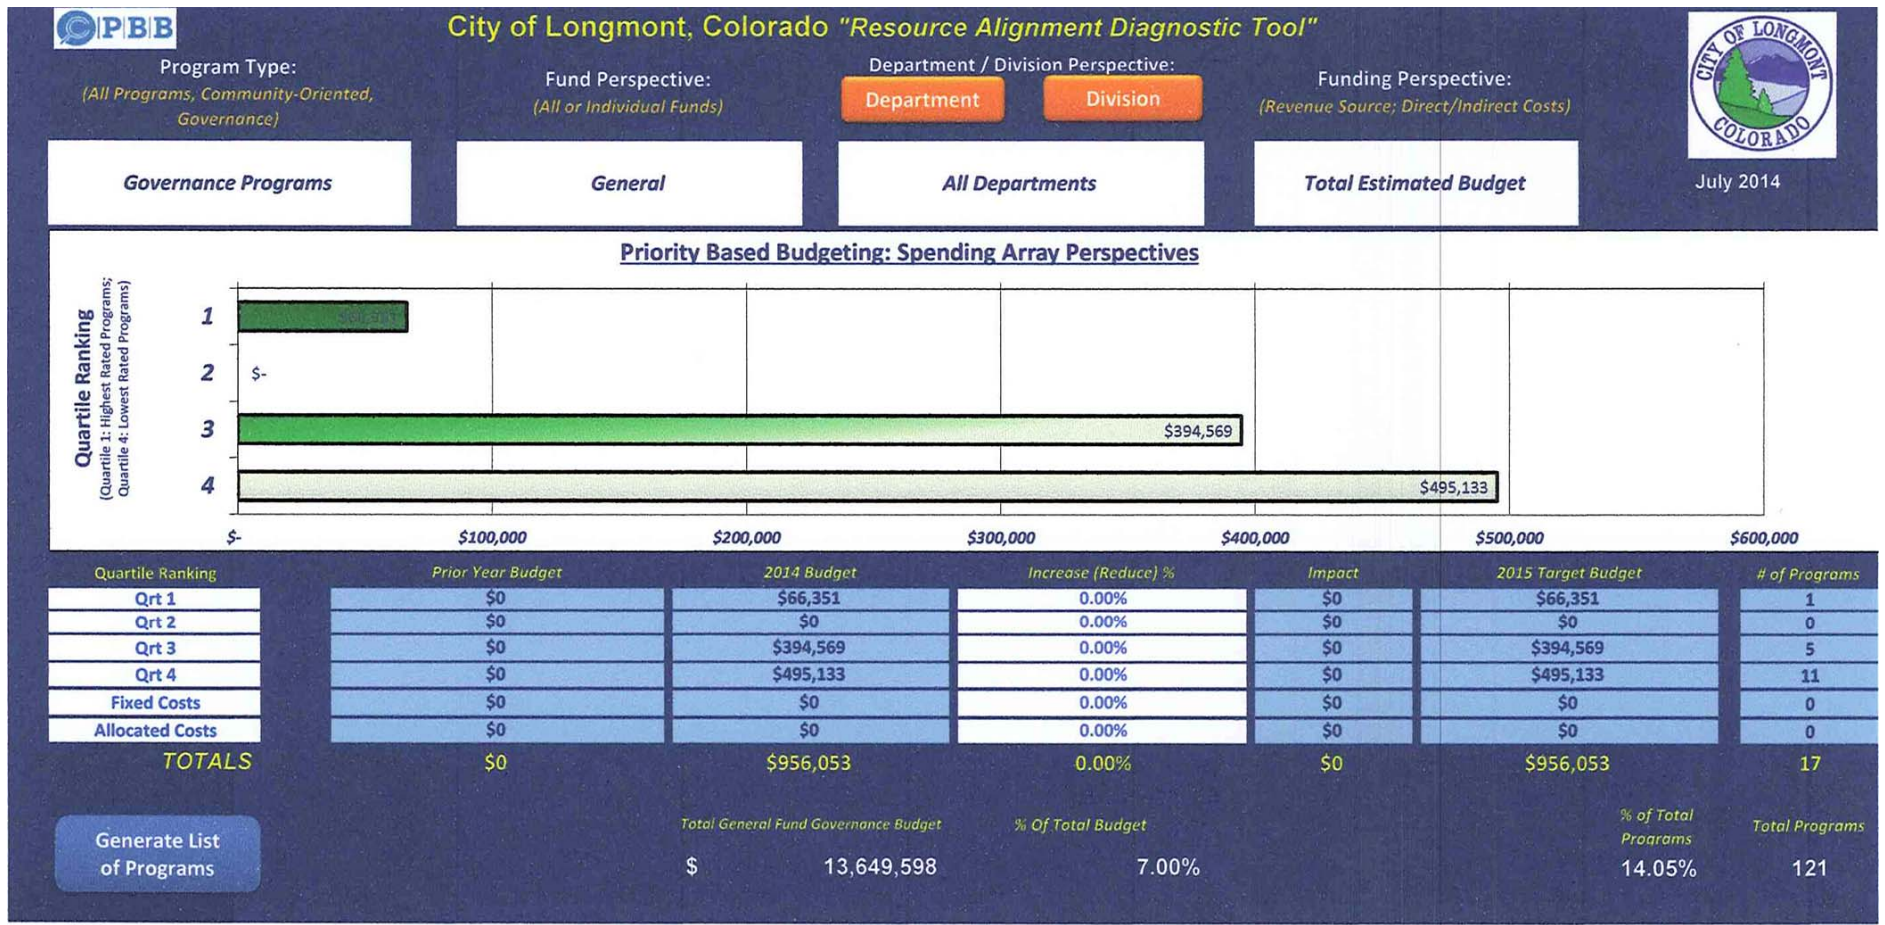 PBB
City of Longmont, Colorado "Resource Alignment Diagnostic Tool"
CITY OF LONGMONT
COLORADO
July 2014
Program Type:
(All Programs, Community-Oriented,
Governance)
Fund Perspective:
(All or Individual Funds)
Department / Division Perspective:
Department Division
Funding Perspective:
(Revenue Source; Direct/Indirect Costs)
Governance Programs General All Departments Total Estimated Budget
Priority Based Budgeting: Spending Array Perspectives
Quartile Ranking
(Quartile 1: Highest Rated Programs;
Quartile 4: Lowest Rated Programs)
1
2 $-
3 $394,569
4 $495,133
$- $100,000 $200,000 $300,000 $400,000 $500,000 $600,000
Quartile Ranking Prior Year Budget 2014 Budget Increase (Reduce) % Impact 2015 Target Budget # of Programs
Qrt 1 $0 $66,351 0.00% $0 $66,351 1
Qrt 2 $0 $0 0.00% $0 $0 0
Qrt 3 $0 $394,569 0.00% $0 $394,569 5
Qrt 4 $0 $495,133 0.00% $0 $495,133 11
Fixed Costs $0 $0 0.00% $0 $0 0
Allocated Costs $0 $0 0.00% $0 $0 0
TOTALS $0 $956,053 0.00% $0 $956,053 17
Generate List
of Programs
Total General Fund Governance Budget % Of Total Budget % of Total
Programs Total Programs
$ 13,649,598 7.00% 14.05% 121